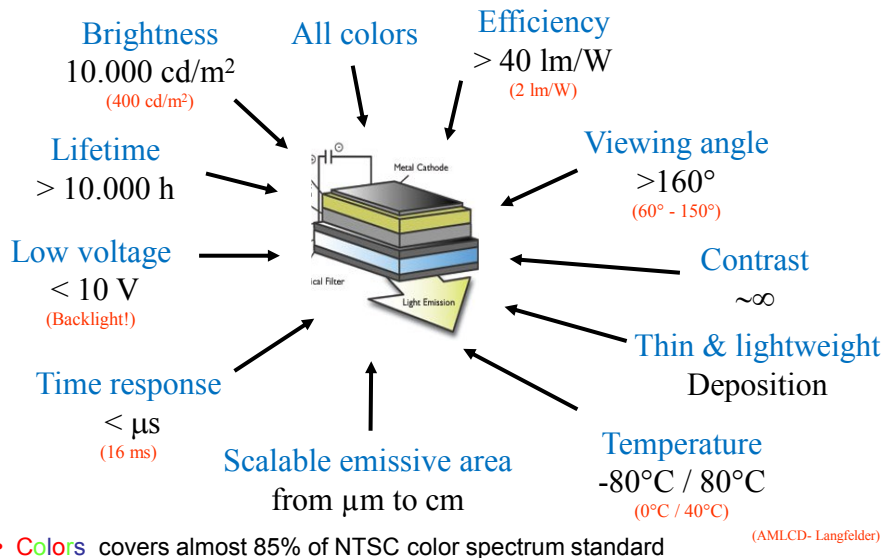 Brightness
10.000 cd/m²
(400 cd/m²)
All colors
Efficiency
> 40 lm/W
(2 lm/W)
Lifetime
> 10.000 h
Viewing angle
>160°
(60° - 150°)
Low voltage
< 10 V
(Backlight!)
Contrast
~∞
Time response
< μs
(16 ms)
Thin & lightweight
Deposition
Scalable emissive area
from μm to cm
Temperature
-80°C / 80°C
(0°C / 40°C)
Metal Cathode
ical Filter
Light Emission
(AMLCD- Langfelder)
• Colors covers almost 85% of NTSC color spectrum standard